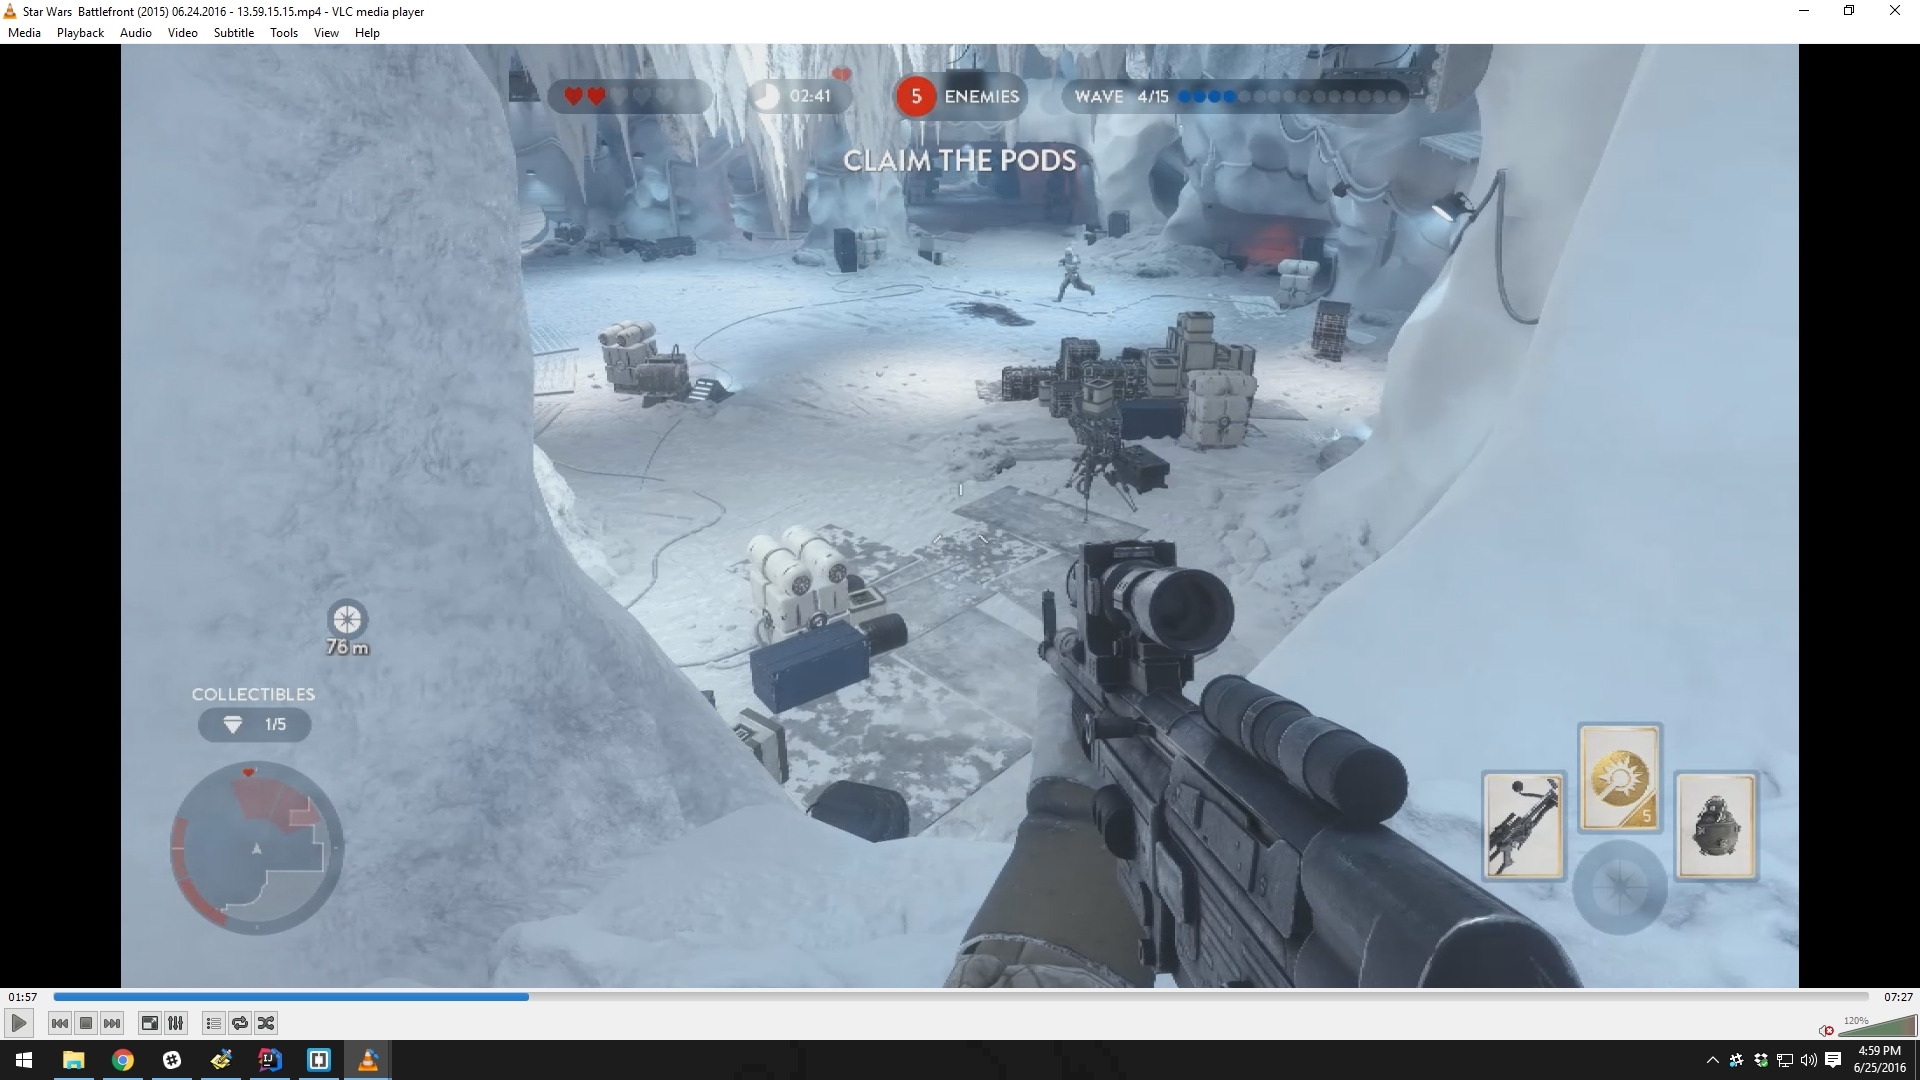 Star Wars  Battlefront (2015) 06.24.2016 - 13.59.15.15.mp4 - VLC media player
Media Playback Audio Video Subtitle Tools View Help
02:41 5 ENEMIES WAVE 4/15
CLAIM THE PODS
76 m
COLLECTIBLES
1/5
5
01:57 07:27
120%
4:59 PM
6/25/2016